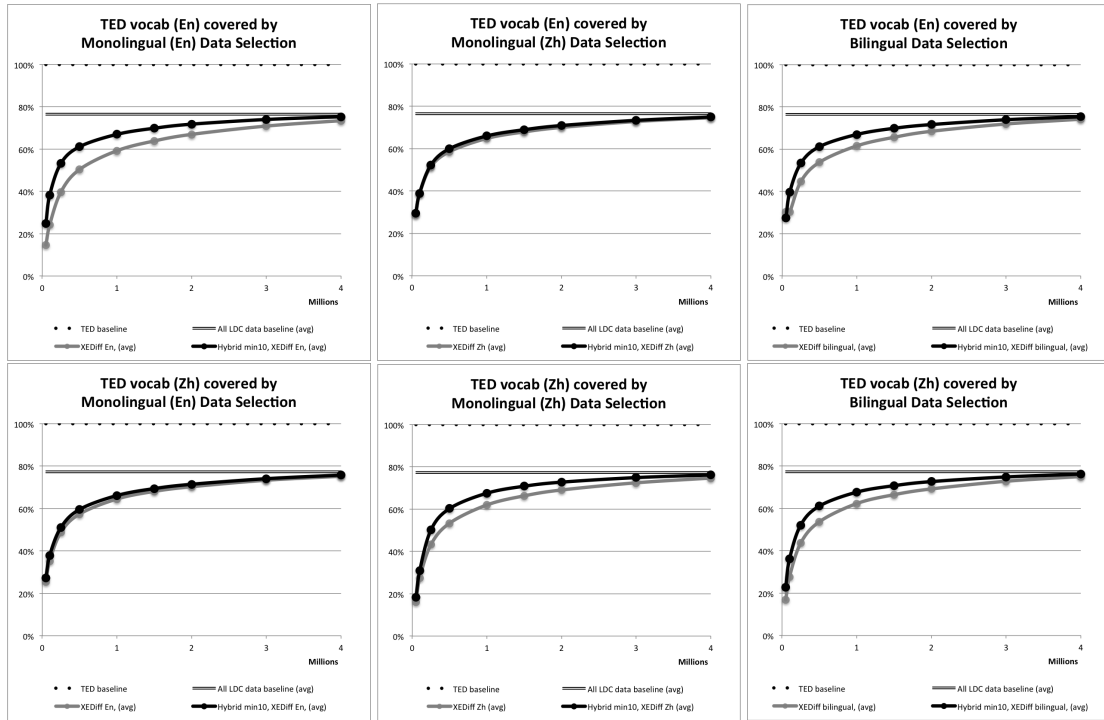 TED vocab (En) covered by
Monolingual (En) Data Selection
100%
80%
60%
40%
20%
0%
0 1 2 3 4
Millions
TED baseline All LDC data baseline (avg)
XEDiff En, (avg) Hybrid min10, XEDiff En, (avg)
TED vocab (En) covered by
Monolingual (Zh) Data Selection
100%
80%
60%
40%
20%
0%
0 1 2 3 4
Millions
TED baseline All LDC data baseline (avg)
XEDiff Zh (avg) Hybrid min10, XEDiff Zh (avg)
TED vocab (En) covered by
Bilingual Data Selection
100%
80%
60%
40%
20%
0%
0 1 2 3 4
Millions
TED baseline All LDC data baseline (avg)
XEDiff bilingual, (avg) Hybrid min10, XEDiff bilingual, (avg)
TED vocab (Zh) covered by
Monolingual (En) Data Selection
100%
80%
60%
40%
20%
0%
0 1 2 3 4
Millions
TED baseline All LDC data baseline (avg)
XEDiff En, (avg) Hybrid min10, XEDiff En, (avg)
TED vocab (Zh) covered by
Monolingual (Zh) Data Selection
100%
80%
60%
40%
20%
0%
0 1 2 3 4
Millions
TED baseline All LDC data baseline (avg)
XEDiff Zh (avg) Hybrid min10, XEDiff Zh (avg)
TED vocab (Zh) covered by
Bilingual Data Selection
100%
80%
60%
40%
20%
0%
0 1 2 3 4
Millions
TED baseline All LDC data baseline (avg)
XEDiff bilingual, (avg) Hybrid min10, XEDiff bilingual, (avg)